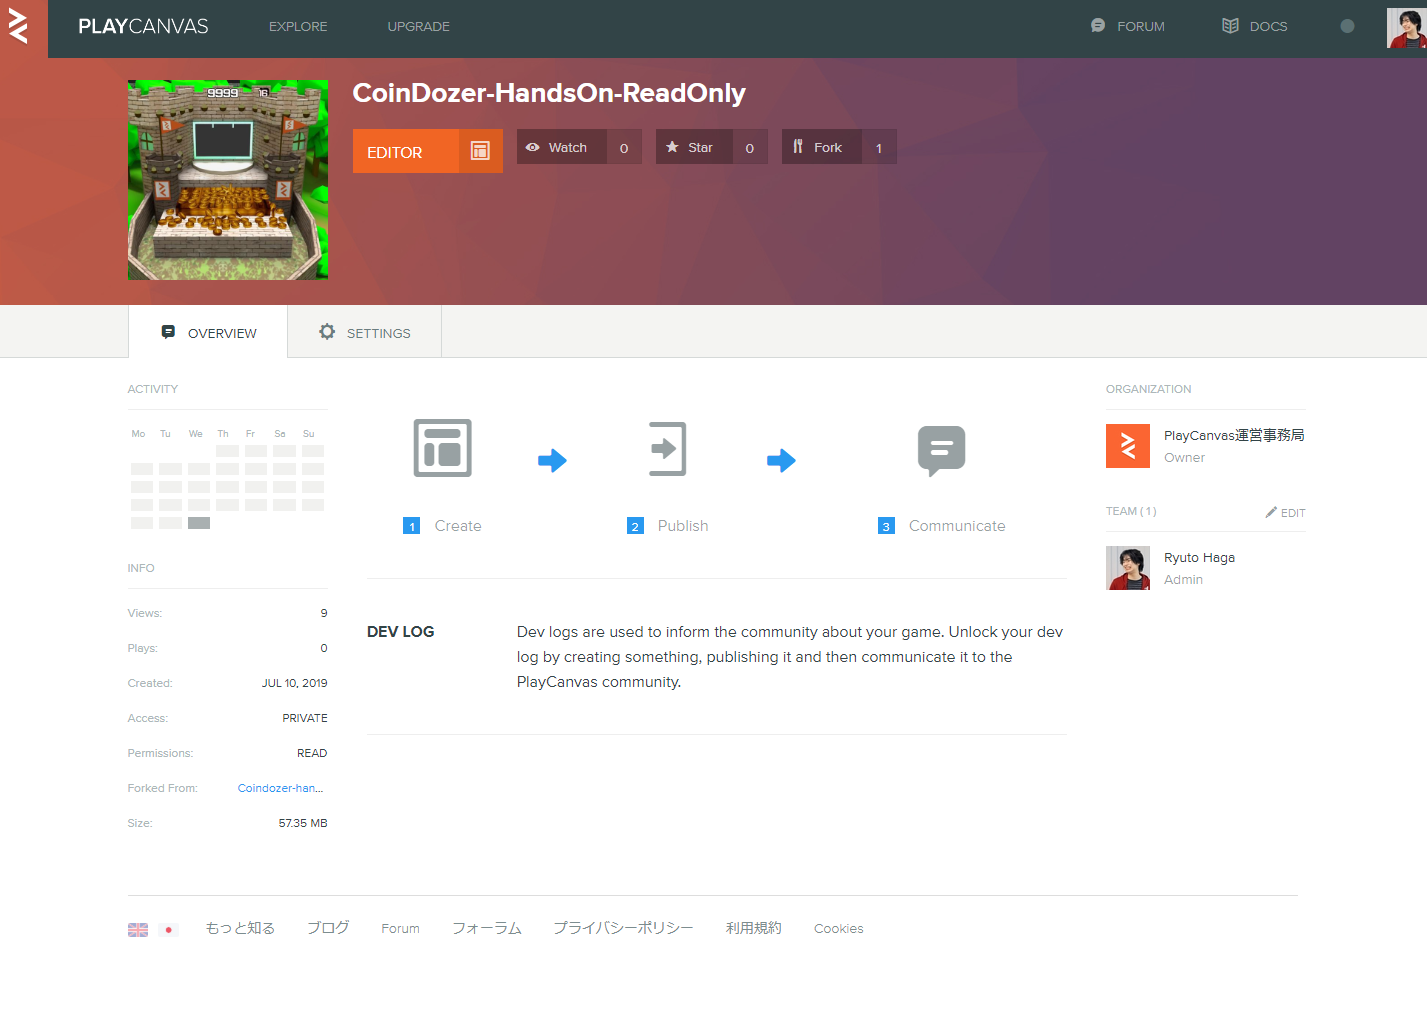 PLAYCANVAS
EXPLORE
UPGRADE
FORUM
DOCS
9999 16
CoinDozer-HandsOn-ReadOnly
EDITOR
Watch 0
Star 0
Fork 1
OVERVIEW
SETTINGS
ACTIVITY
Mo Tu We Th Fr Sa Su
INFO
Views: 9
Plays: 0
Created: JUL 10, 2019
Access: PRIVATE
Permissions: READ
Forked From: Coindozer-han...
Size: 57.35 MB
1 Create
2 Publish
3 Communicate
DEV LOG
Dev logs are used to inform the community about your game. Unlock your dev
log by creating something, publishing it and then communicate it to the
PlayCanvas community.
ORGANIZATION
PlayCanvas運営事務局
Owner
TEAM ( 1 )
EDIT
Ryuto Haga
Admin
もっと知る
ブログ
Forum
フォーラム
プライバシーポリシー
利用規約
Cookies